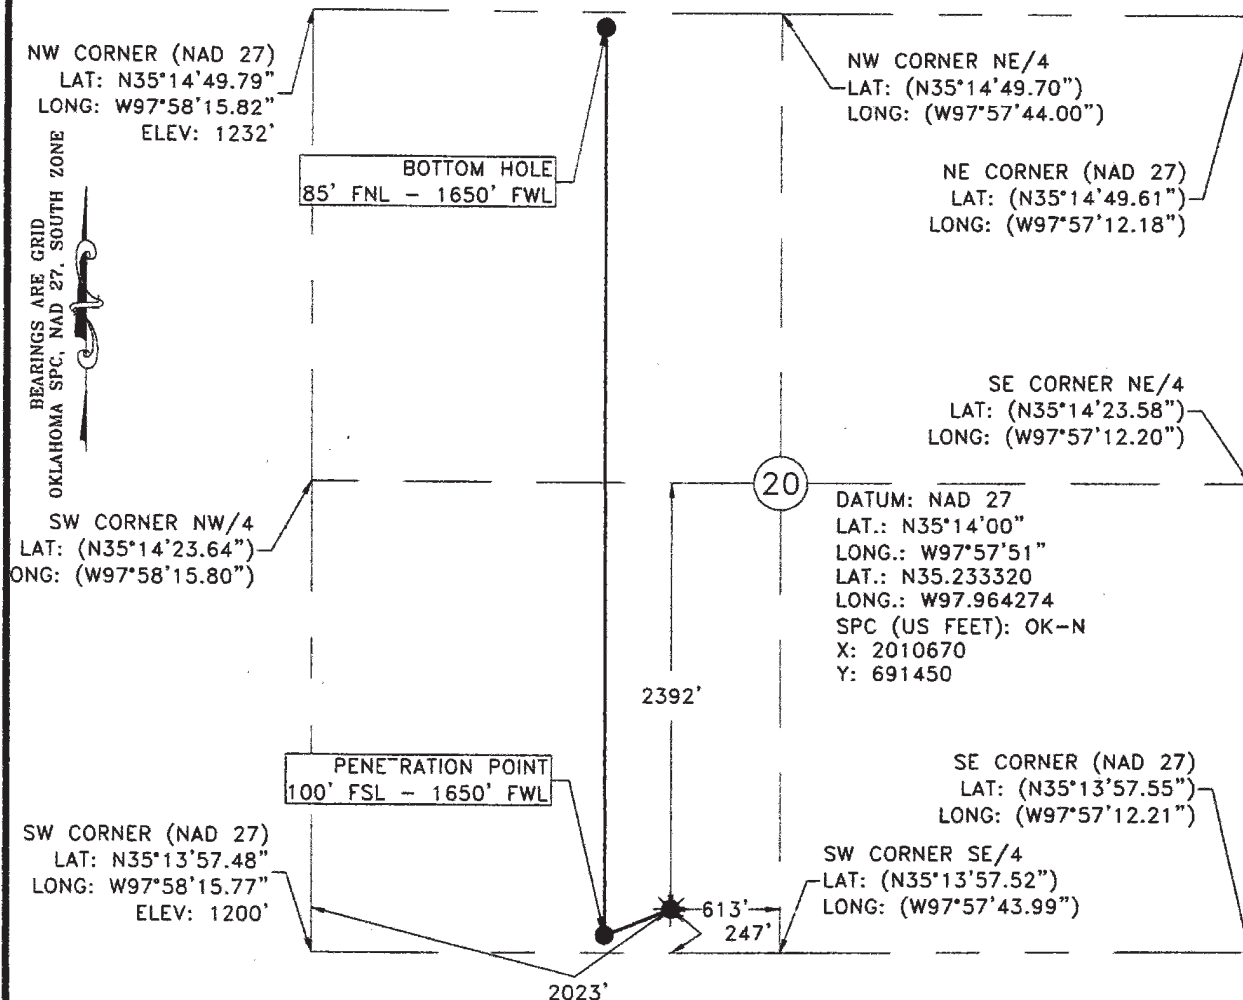 NW CORNER (NAD 27)
LAT: N35°14'49.79"
LONG: W97°58'15.82"
ELEV: 1232'
NW CORNER NE/4
LAT: (N35°14'49.70")
LONG: (W97°57'44.00")
BOTTOM HOLE
85' FNL - 1650' FWL
NE CORNER (NAD 27)
LAT: (N35°14'49.61")
LONG: (W97°57'12.18")
BEARINGS ARE GRID
OKLAHOMA SPC, NAD 27, SOUTH ZONE
SE CORNER NE/4
LAT: (N35°14'23.58")
LONG: (W97°57'12.20")
20
SW CORNER NW/4
LAT: (N35°14'23.64")
ONG: (W97°58'15.80")
DATUM: NAD 27
LAT.: N35°14'00"
LONG.: W97°57'51"
LAT.: N35.233320
LONG.: W97.964274
SPC (US FEET): OK-N
X: 2010670
Y: 691450
2392'
PENETRATION POINT
100' FSL - 1650' FWL
SE CORNER (NAD 27)
LAT: (N35°13'57.55")
LONG: (W97°57'12.21")
SW CORNER (NAD 27)
LAT: N35°13'57.48"
LONG: W97°58'15.77"
ELEV: 1200'
SW CORNER SE/4
LAT: (N35°13'57.52")
LONG: (W97°57'43.99")
613'
247'
2023'